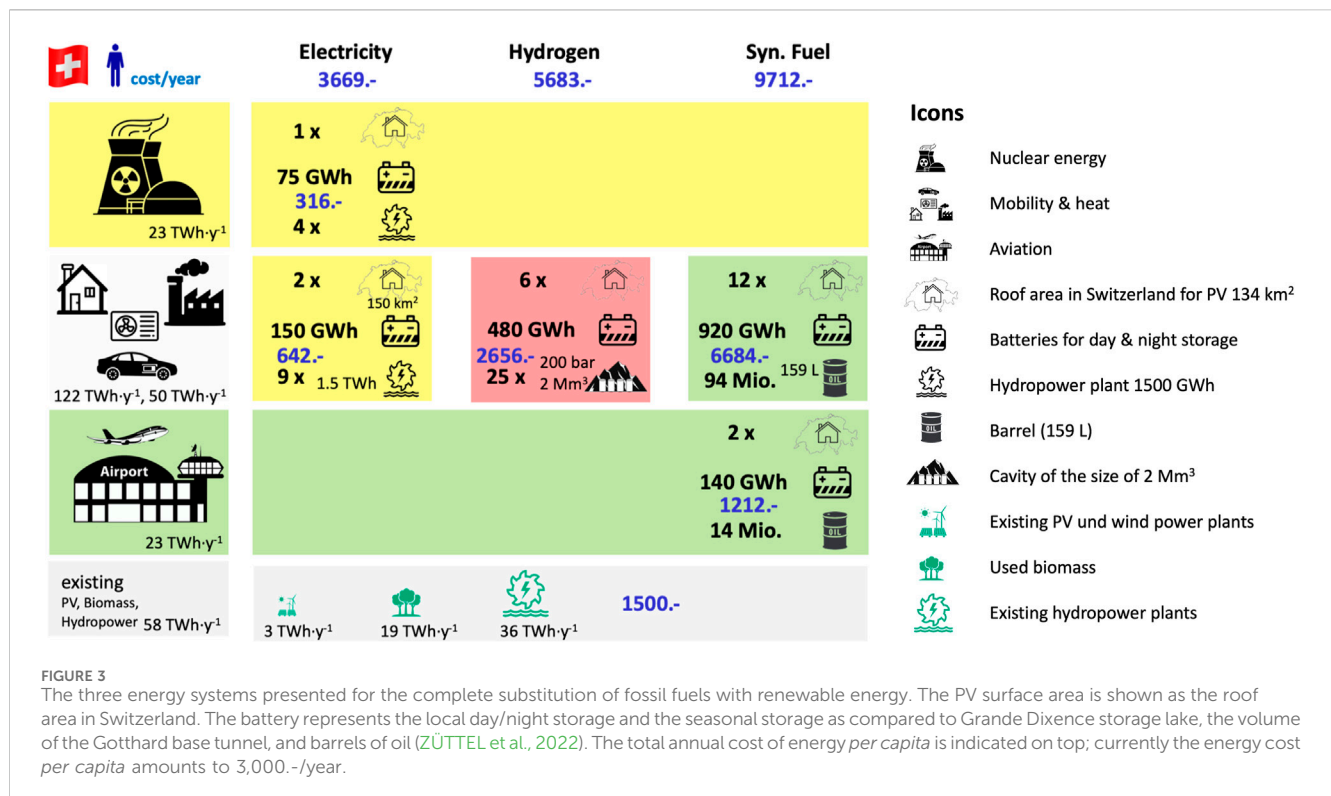 Electricity Hydrogen Syn. Fuel
cost/year 3669.- 5683.- 9712.-
Icons
1 x
75 GWh
316.-
4 x
23 TWh·y⁻¹
2 x
150 km²
150 GWh
642.-
9 x 1.5 TWh
6 x
480 GWh
2656.- 200 bar
25 x 2 Mm³
12 x
920 GWh
6684.- 159 L
94 Mio. OIL
122 TWh·y⁻¹, 50 TWh·y⁻¹
Airport
23 TWh·y⁻¹
2 x
140 GWh
1212.-
14 Mio. OIL
existing
PV, Biomass,
Hydropower 58 TWh·y⁻¹
3 TWh·y⁻¹ 19 TWh·y⁻¹ 36 TWh·y⁻¹ 1500.-
Nuclear energy
Mobility & heat
Airport Aviation
Roof area in Switzerland for PV 134 km²
Batteries for day & night storage
Hydropower plant 1500 GWh
OIL Barrel (159 L)
Cavity of the size of 2 Mm³
Existing PV und wind power plants
Used biomass
Existing hydropower plants
FIGURE 3
The three energy systems presented for the complete substitution of fossil fuels with renewable energy. The PV surface area is shown as the roof
area in Switzerland. The battery represents the local day/night storage and the seasonal storage as compared to Grande Dixence storage lake, the volume
of the Gotthard base tunnel, and barrels of oil (ZÜTTEL et al., 2022). The total annual cost of energy per capita is indicated on top; currently the energy cost
per capita amounts to 3,000.-/year.